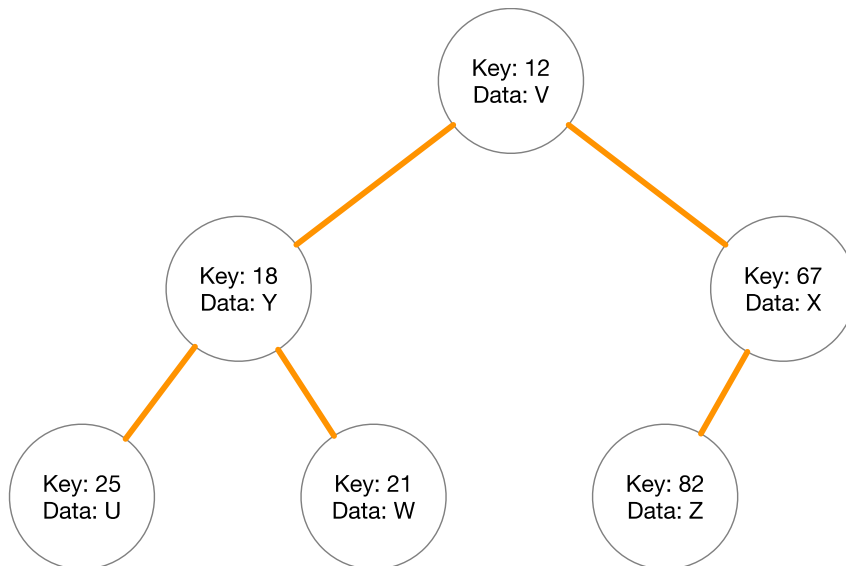 Key: 12
Data: V
Key: 18
Data: Y
Key: 67
Data: X
Key: 25
Data: U
Key: 21
Data: W
Key: 82
Data: Z